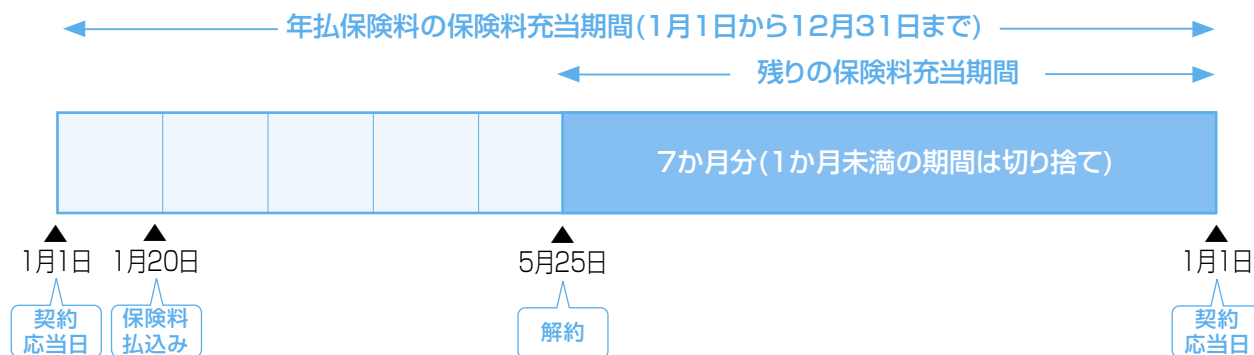 年払保険料の保険料充当期間(1月1日から12月31日まで)
残りの保険料充当期間
7か月分(1か月未満の期間は切り捨て)
1月1日
1月20日
5月25日
1月1日
契約
応当日
保険料
払込み
解約
契約
応当日